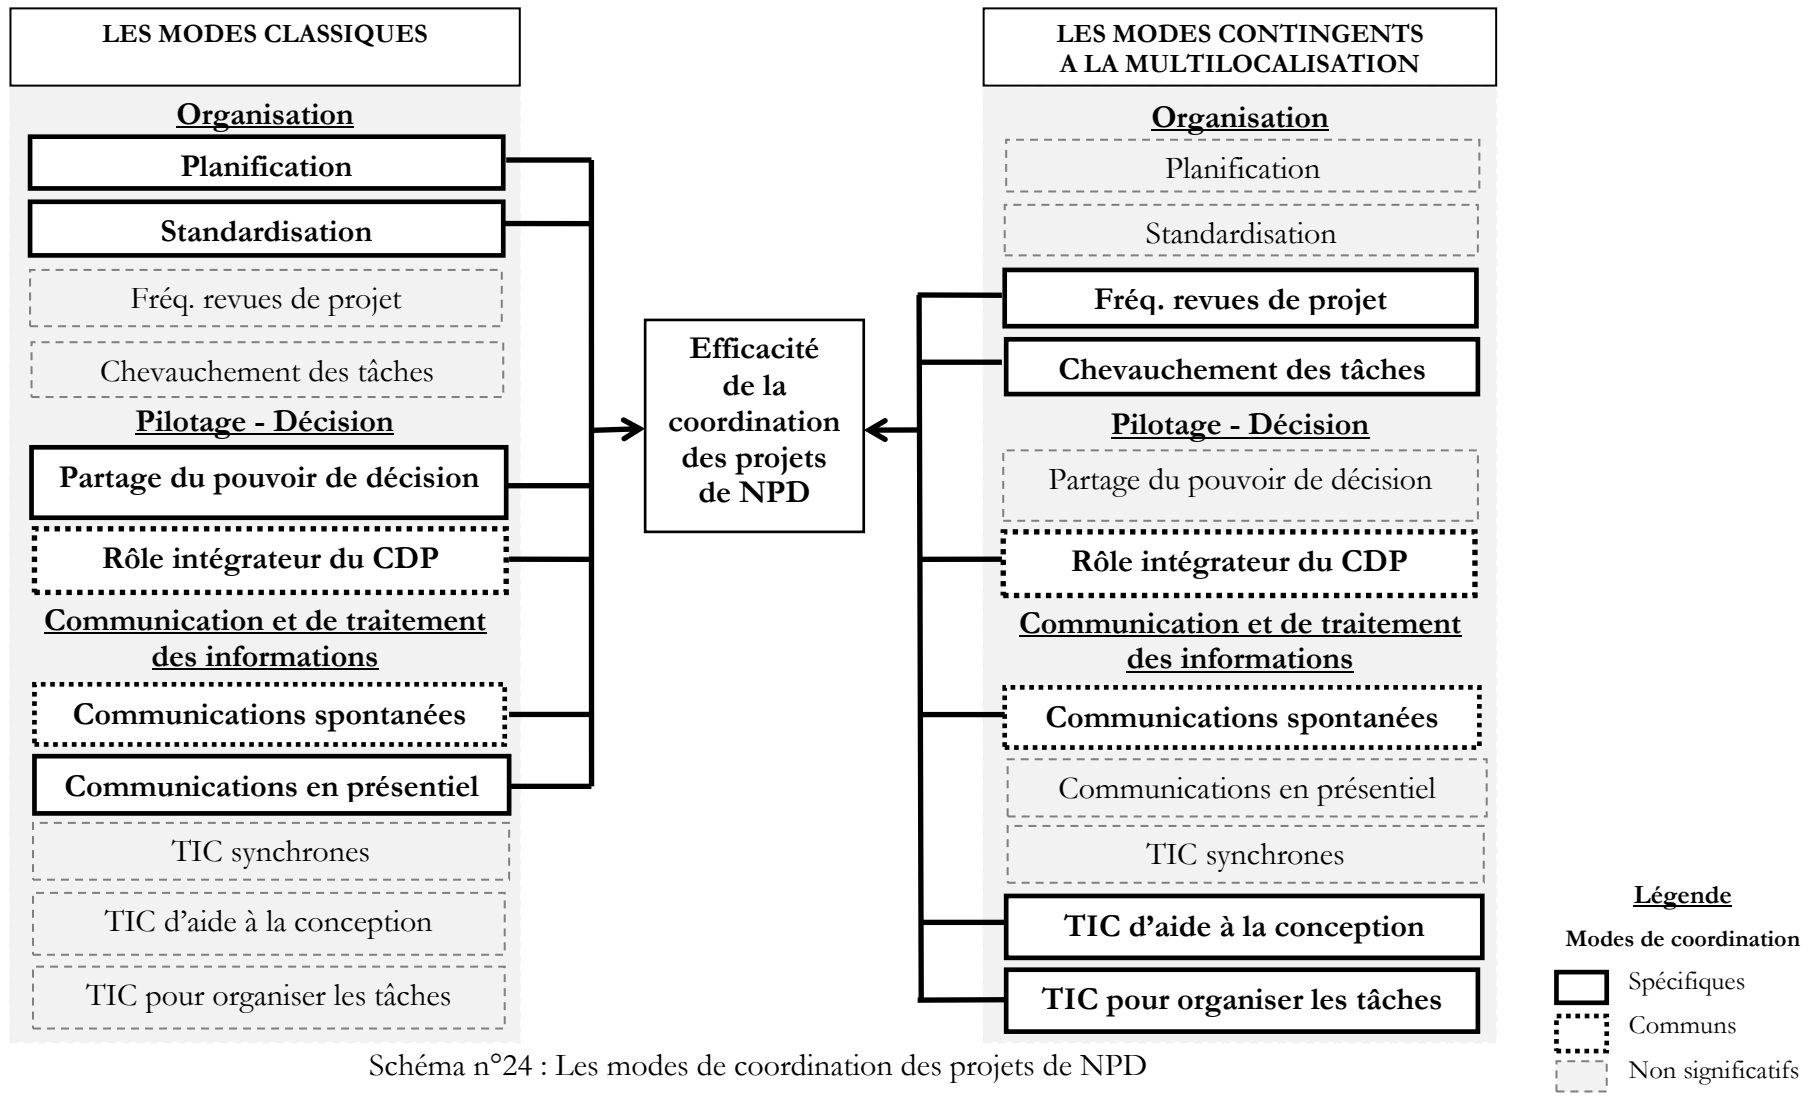 LES MODES CLASSIQUES
Organisation
Planification
Standardisation
Fréq. revues de projet
Chevauchement des tâches
Pilotage - Décision
Partage du pouvoir de décision
Rôle intégrateur du CDP
Communication et de traitement
des informations
Communications spontanées
Communications en présentiel
TIC synchrones
TIC d’aide à la conception
TIC pour organiser les tâches
Efficacité
de la
coordination
des projets
de NPD
LES MODES CONTINGENTS
A LA MULTILOCALISATION
Organisation
Planification
Standardisation
Fréq. revues de projet
Chevauchement des tâches
Pilotage - Décision
Partage du pouvoir de décision
Rôle intégrateur du CDP
Communication et de traitement
des informations
Communications spontanées
Communications en présentiel
TIC synchrones
TIC d’aide à la conception
TIC pour organiser les tâches
Légende
Modes de coordination
Spécifiques
Communs
Non significatifs
Schéma n°24 : Les modes de coordination des projets de NPD